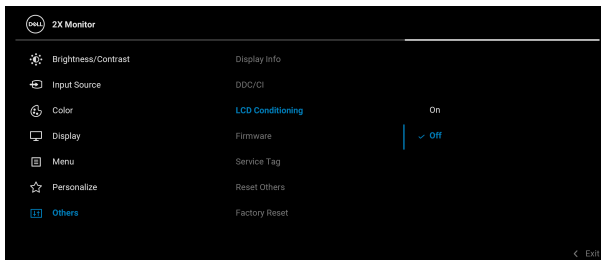 DELL 2X Monitor
Brightness/Contrast Display Info
Input Source DDC/CI
Color LCD Conditioning On
Display Firmware Off
Menu Service Tag
Personalize Reset Others
Others Factory Reset
Exit